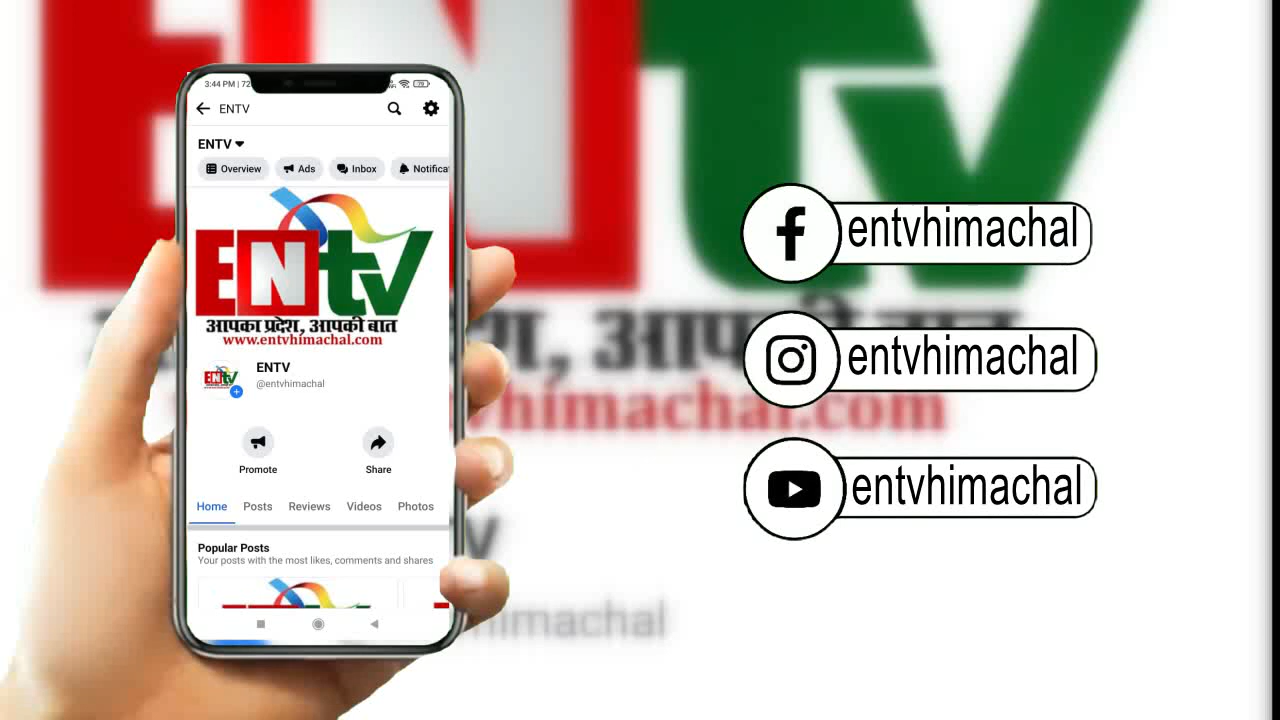 3:44 PM | 72
ENTV
ENTV
Overview
Ads
Inbox
Notifica
ENTV
आपका प्रदेश, आपकी बात
www.entvhimachal.com
ENTV
@entvhimachal
Promote
Share
Home
Posts
Reviews
Videos
Photos
Popular Posts
Your posts with the most likes, comments and shares
entvhimachal
entvhimachal
entvhimachal